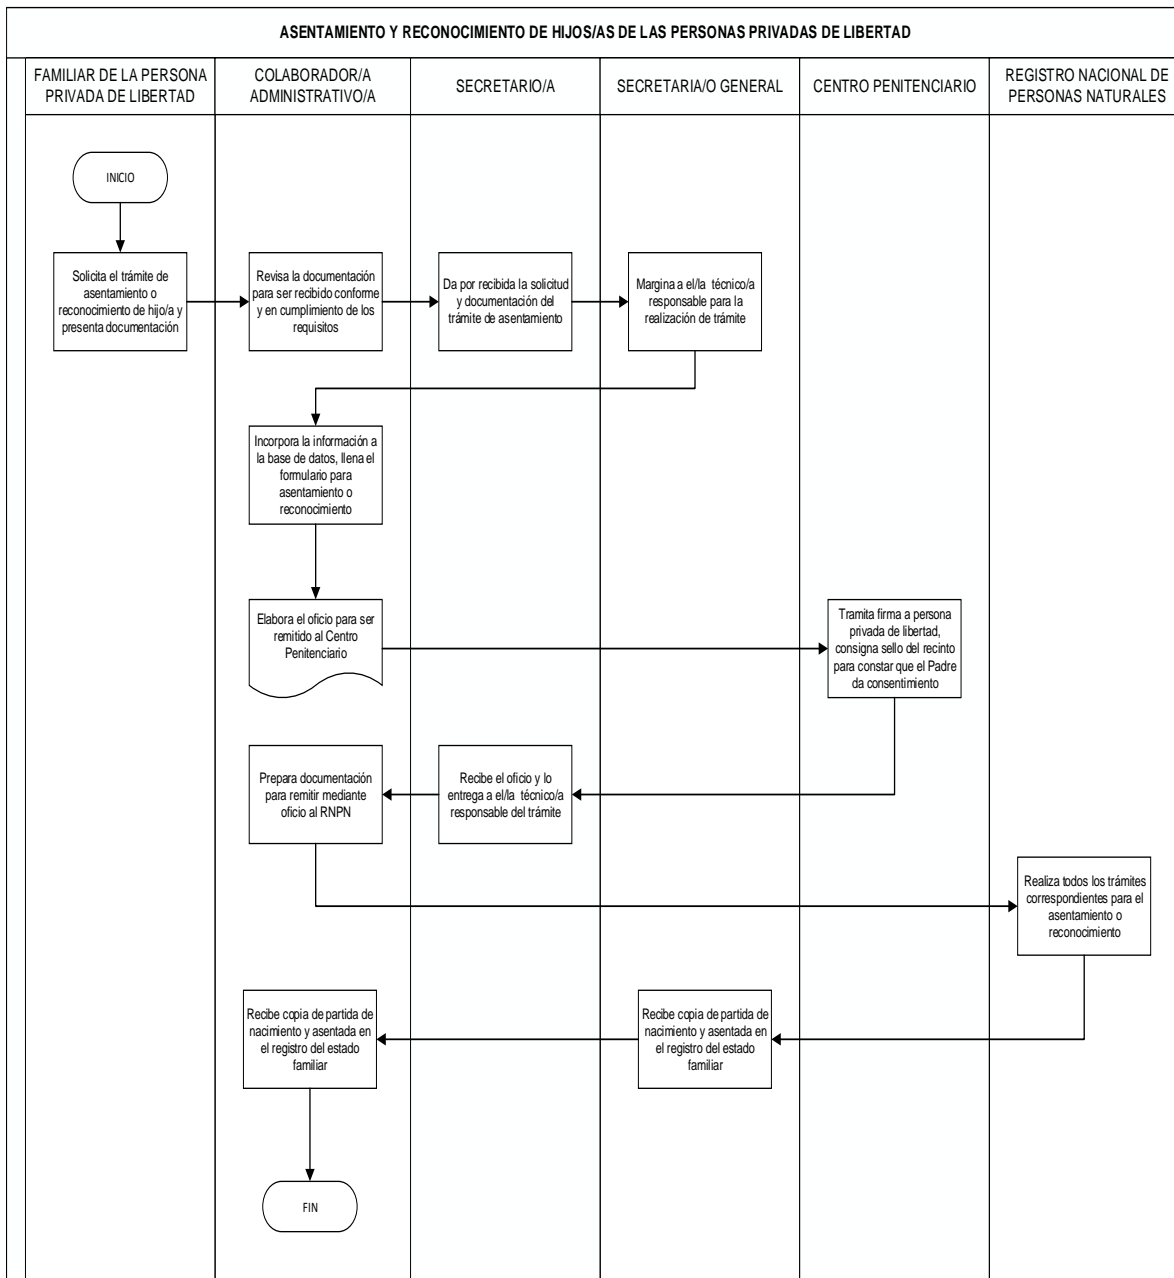 ASENTAMIENTO Y RECONOCIMIENTO DE HIJOS/AS DE LAS PERSONAS PRIVADAS DE LIBERTAD
FAMILIAR DE LA PERSONA
PRIVADA DE LIBERTAD
COLABORADOR/A
ADMINISTRATIVO/A
SECRETARIO/A
SECRETARIA/O GENERAL
CENTRO PENITENCIARIO
REGISTRO NACIONAL DE
PERSONAS NATURALES
INICIO
Solicita el trámite de
asentamiento o
reconocimiento de hijo/a y
presenta documentación
Revisa la documentación
para ser recibido conforme
y en cumplimiento de los
requisitos
Da por recibida la solicitud
y documentación del
trámite de asentamiento
Margina a el/la técnico/a
responsable para la
realización de trámite
Incorpora la información a
la base de datos, llena el
formulario para
asentamiento o
reconocimiento
Elabora el oficio para ser
remitido al Centro
Penitenciario
Tramita firma a persona
privada de libertad,
consigna sello del recinto
para constar que el Padre
da consentimiento
Prepara documentación
para remitir mediante
oficio al RNPN
Recibe el oficio y lo
entrega a el/la técnico/a
responsable del trámite
Realiza todos los trámites
correspondientes para el
asentamiento o
reconocimiento
Recibe copia de partida de
nacimiento y asentada en
el registro del estado
familiar
Recibe copia de partida de
nacimiento y asentada en
el registro del estado
familiar
FIN